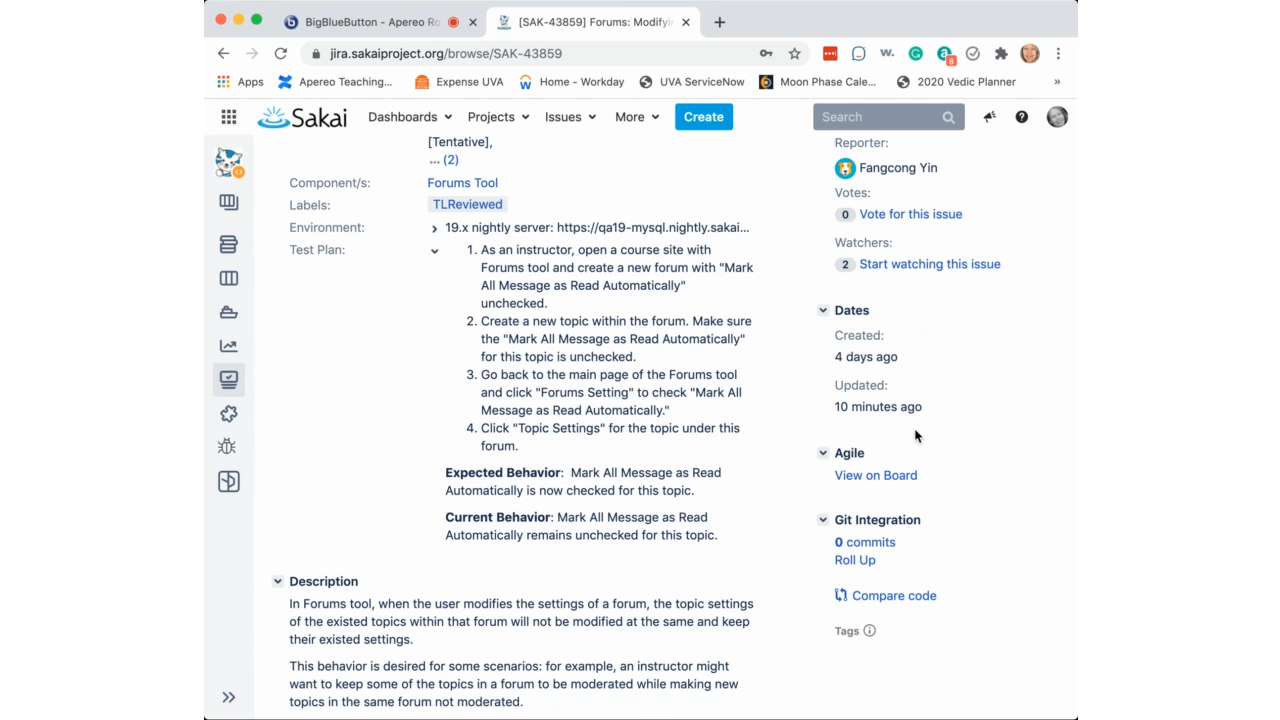 BigBlueButton - Apereo Ro
[SAK-43859] Forums: Modifyin
jira.sakaiproject.org/browse/SAK-43859
w.
8
Apps
Apereo Teaching...
Expense UVA
Home - Workday
UVA ServiceNow
Moon Phase Cale...
2020 Vedic Planner
»
Sakai
Dashboards
Projects
Issues
More
Create
Search
[Tentative],
... (2)
Component/s:
Forums Tool
Labels:
TLReviewed
Environment:
19.x nightly server: https://qa19-mysql.nightly.sakai...
Test Plan:
1. As an instructor, open a course site with
Forums tool and create a new forum with "Mark
All Message as Read Automatically"
unchecked.
2. Create a new topic within the forum. Make sure
the "Mark All Message as Read Automatically"
for this topic is unchecked.
3. Go back to the main page of the Forums tool
and click "Forums Setting" to check "Mark All
Message as Read Automatically."
4. Click "Topic Settings" for the topic under this
forum.
Expected Behavior: Mark All Message as Read
Automatically is now checked for this topic.
Current Behavior: Mark All Message as Read
Automatically remains unchecked for this topic.
Description
In Forums tool, when the user modifies the settings of a forum, the topic settings
of the existed topics within that forum will not be modified at the same and keep
their existed settings.
This behavior is desired for some scenarios: for example, an instructor might
want to keep some of the topics in a forum to be moderated while making new
topics in the same forum not moderated.
Reporter:
Fangcong Yin
Votes:
0 Vote for this issue
Watchers:
2 Start watching this issue
Dates
Created:
4 days ago
Updated:
10 minutes ago
Agile
View on Board
Git Integration
0 commits
Roll Up
Compare code
Tags